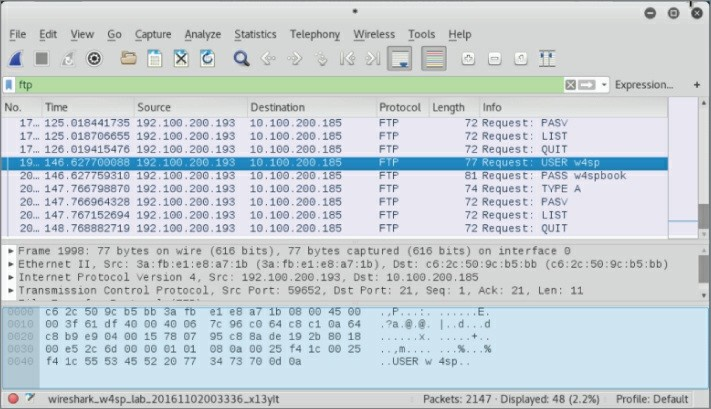 *
File Edit View Go Capture Analyze Statistics Telephony Wireless Tools Help
ftp Expression... +
No. Time Source Destination Protocol Length Info
17… 125.018441735 192.100.200.193 10.100.200.185 FTP 72 Request: PASV
17… 125.018706655 192.100.200.193 10.100.200.185 FTP 72 Request: LIST
17… 126.019415476 192.100.200.193 10.100.200.185 FTP 72 Request: QUIT
19… 146.627700088 192.100.200.193 10.100.200.185 FTP 77 Request: USER w4sp
20… 146.627759310 192.100.200.193 10.100.200.185 FTP 81 Request: PASS w4spbook
20… 147.766798870 192.100.200.193 10.100.200.185 FTP 74 Request: TYPE A
20… 147.766964328 192.100.200.193 10.100.200.185 FTP 72 Request: PASV
20… 147.767152694 192.100.200.193 10.100.200.185 FTP 72 Request: LIST
20… 148.768882719 192.100.200.193 10.100.200.185 FTP 72 Request: QUIT
Frame 1998: 77 bytes on wire (616 bits), 77 bytes captured (616 bits) on interface 0
Ethernet II, Src: 3a:fb:e1:e8:a7:1b (3a:fb:e1:e8:a7:1b), Dst: c6:2c:50:9c:b5:bb (c6:2c:50:9c:b5:bb)
Internet Protocol Version 4, Src: 192.100.200.193, Dst: 10.100.200.185
Transmission Control Protocol, Src Port: 59652, Dst Port: 21, Seq: 1, Ack: 21, Len: 11
0000 c6 2c 50 9c b5 bb 3a fb e1 e8 a7 1b 08 00 45 00 .,P...:. ......E.
0010 00 3f 61 df 40 00 40 06 7c 96 c0 64 c8 c1 0a 64 .?a.@.@. |..d...d
0020 c8 b9 e9 04 00 15 78 07 95 c8 8a de 19 2b 80 18 ......x. .....+..
0030 00 e5 2c 6d 00 00 01 01 08 0a 00 25 f4 1c 00 25 ..,m.... ...%...%
0040 f4 1c 55 53 45 52 20 77 34 73 70 0d 0a ..USER w 4sp..
wireshark_w4sp_lab_20161102003336_x13ylt Packets: 2147 · Displayed: 48 (2.2%) Profile: Default